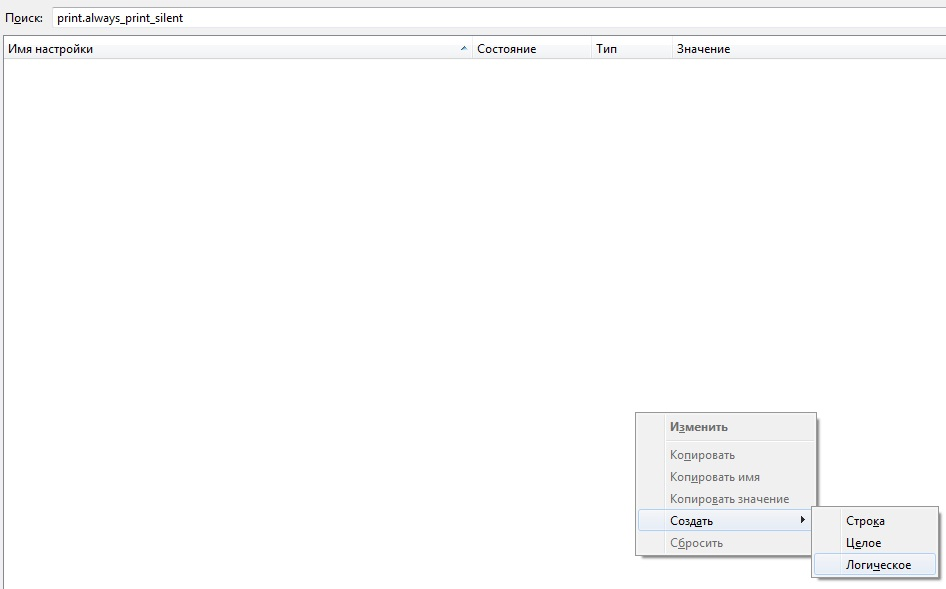 Поиск: print.always_print_silent
Имя настройки Состояние Тип Значение
Изменить
Копировать
Копировать имя
Копировать значение
Создать
Сбросить
Строка
Целое
Логическое